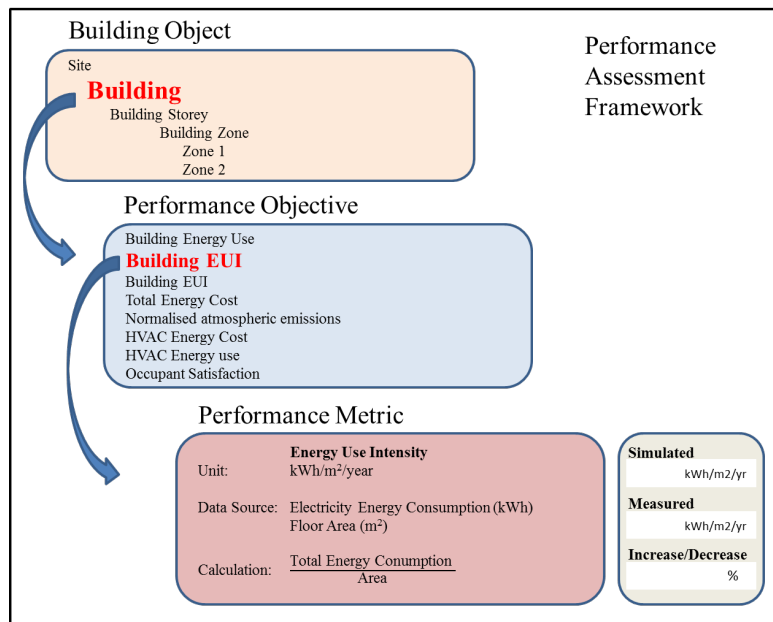 Building Object
Performance
Assessment
Framework
Site
Building
Building Storey
Building Zone
Zone 1
Zone 2
Performance Objective
Building Energy Use
Building EUI
Building EUI
Total Energy Cost
Normalised atmospheric emissions
HVAC Energy Cost
HVAC Energy use
Occupant Satisfaction
Performance Metric
Energy Use Intensity
Unit: kWh/m²/year
Data Source: Electricity Energy Consumption (kWh)
Floor Area (m²)
Calculation: Total Energy Conumption
Area
Simulated
kWh/m2/yr
Measured
kWh/m2/yr
Increase/Decrease
%